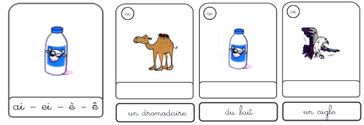 ai - ei - è - ê
un dromadaire
du lait
un aigle